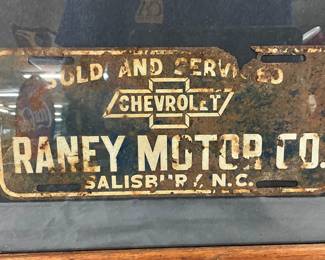 SOLD AND SERVICED
CHEVROLET
RANEY MOTOR CO.
SALISBURY, N.C.